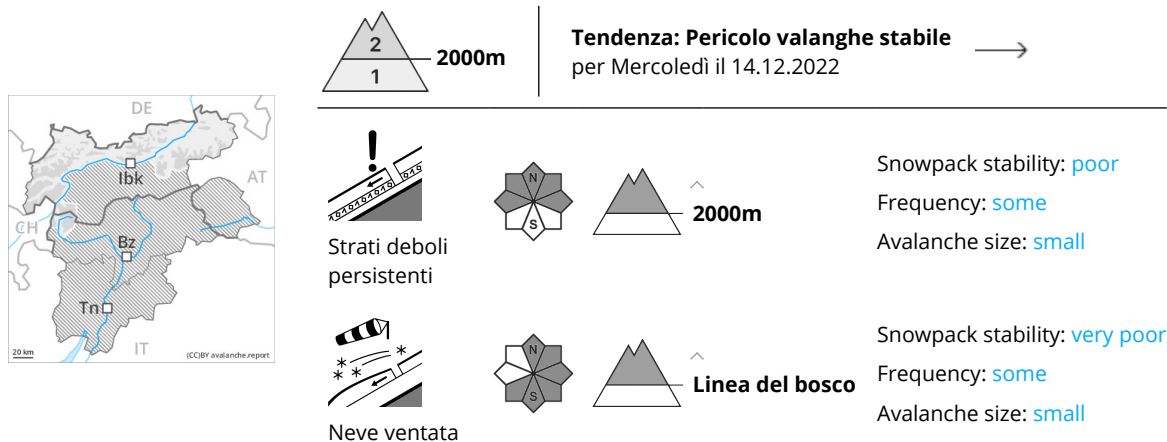 2
1
2000m
Tendenza: Pericolo valanghe stabile
per Mercoledì il 14.12.2022
DE
AT
CH
IT
Ibk
Bz
Tn
20 km
(CC)BY avalanche.report
Strati deboli
persistenti
N
S
2000m
Snowpack stability: poor
Frequency: some
Avalanche size: small
Neve ventata
N
S
Linea del bosco
Snowpack stability: very poor
Frequency: some
Avalanche size: small